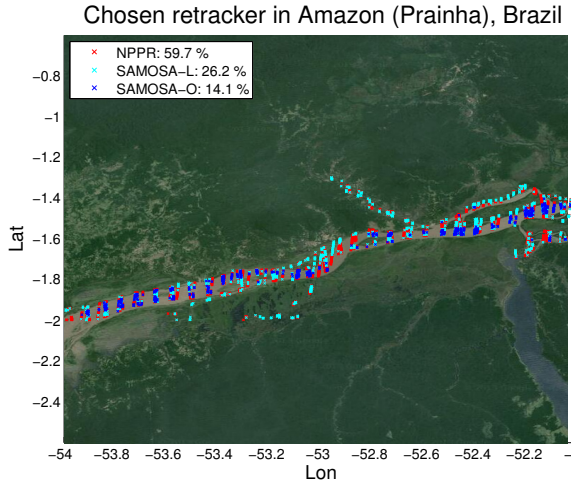 Chosen retracker in Amazon (Prainha), Brazil
NPPR: 59.7 %
SAMOSA-L: 26.2 %
SAMOSA-O: 14.1 %
−0.8
−1
−1.2
−1.4
−1.6
−1.8
−2
−2.2
−2.4
Lat
−54 −53.8 −53.6 −53.4 −53.2 −53 −52.8 −52.6 −52.4 −52.2
Lon